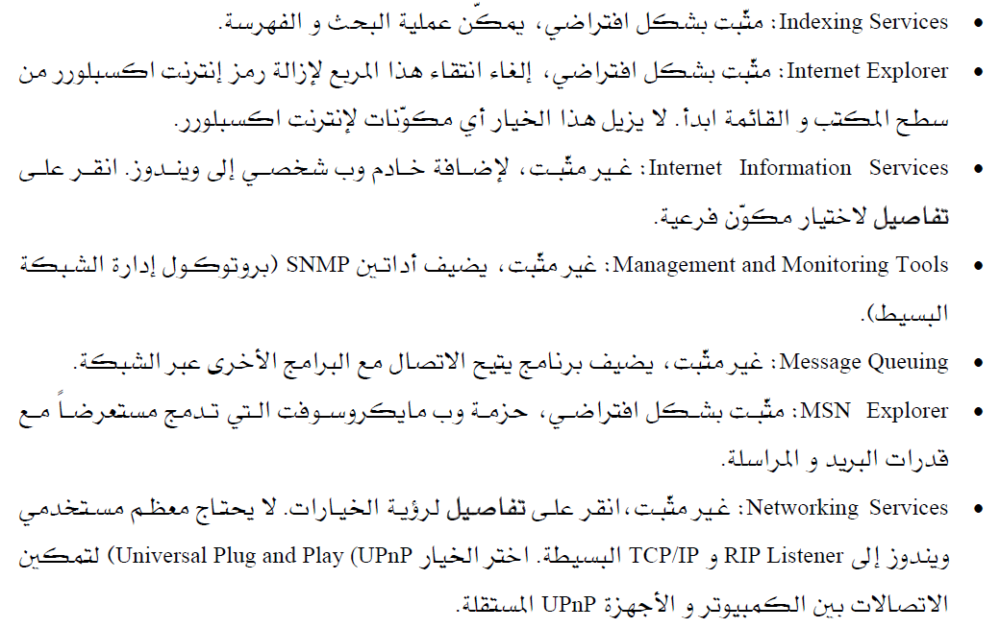 • Indexing Services: مثّبت بشكل افتراضي، يمكّن عملية البحث و الفهرسة.
• Internet Explorer: مثّبت بشكل افتراضي، إلغاء انتقاء هذا المربع لإزالة رمز إنترنت اكسبلورر من
سطح المكتب و القائمة ابدأ. لا يزيل هذا الخيار أي مكوّنات لإنترنت اكسبلورر.
• Internet Information Services: غير مثّبت، لإضافة خادم وب شخصي إلى ويندوز. انقر على
تفاصيل لاختيار مكوّن فرعية.
• Management and Monitoring Tools: غير مثّبت، يضيف أداتين SNMP (بروتوكول إدارة الشبكة
البسيط).
• Message Queuing: غير مثّبت، يضيف برنامج يتيح الاتصال مع البرامج الأخرى عبر الشبكة.
• MSN Explorer: مثّبت بشكل افتراضي، حزمة وب مايكروسوفت التي تدمج مستعرضاً مع
قدرات البريد و المراسلة.
• Networking Services: غير مثّبت،انقر على تفاصيل لرؤية الخيارات. لا يحتاج معظم مستخدمي
ويندوز إلى RIP Listener و TCP/IP البسيطة. اختر الخيار Universal Plug and Play (UPnP) لتمكين
الاتصالات بين الكمبيوتر و الأجهزة UPnP المستقلة.